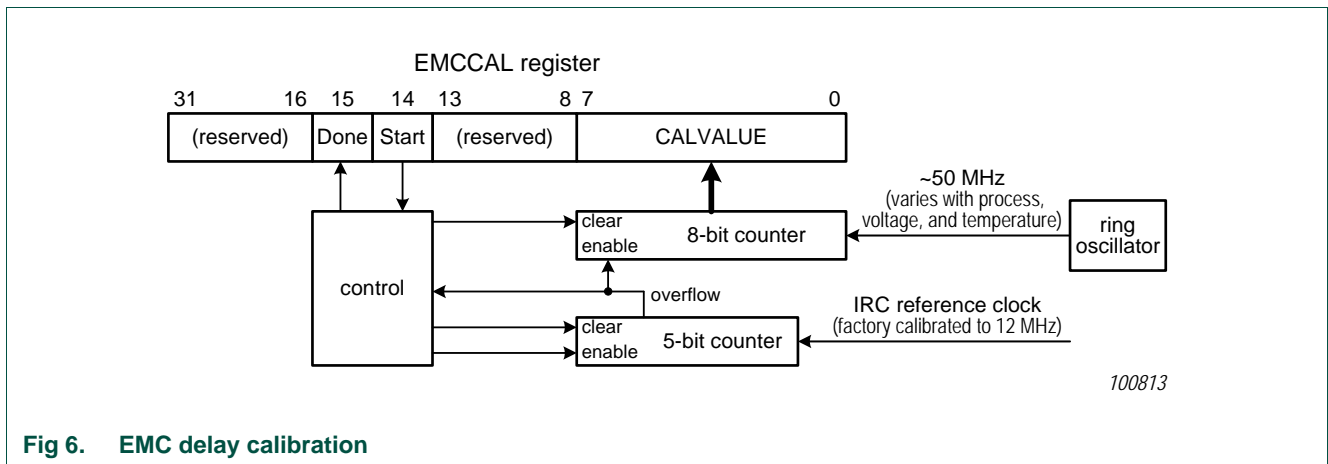 EMCCAL register
31 16 15 14 13 8 7 0
(reserved) Done Start (reserved) CALVALUE
~50 MHz
(varies with process,
voltage, and temperature)
clear
enable
8-bit counter
ring
oscillator
control
overflow
IRC reference clock
(factory calibrated to 12 MHz)
clear
enable
5-bit counter
100813
Fig 6. EMC delay calibration